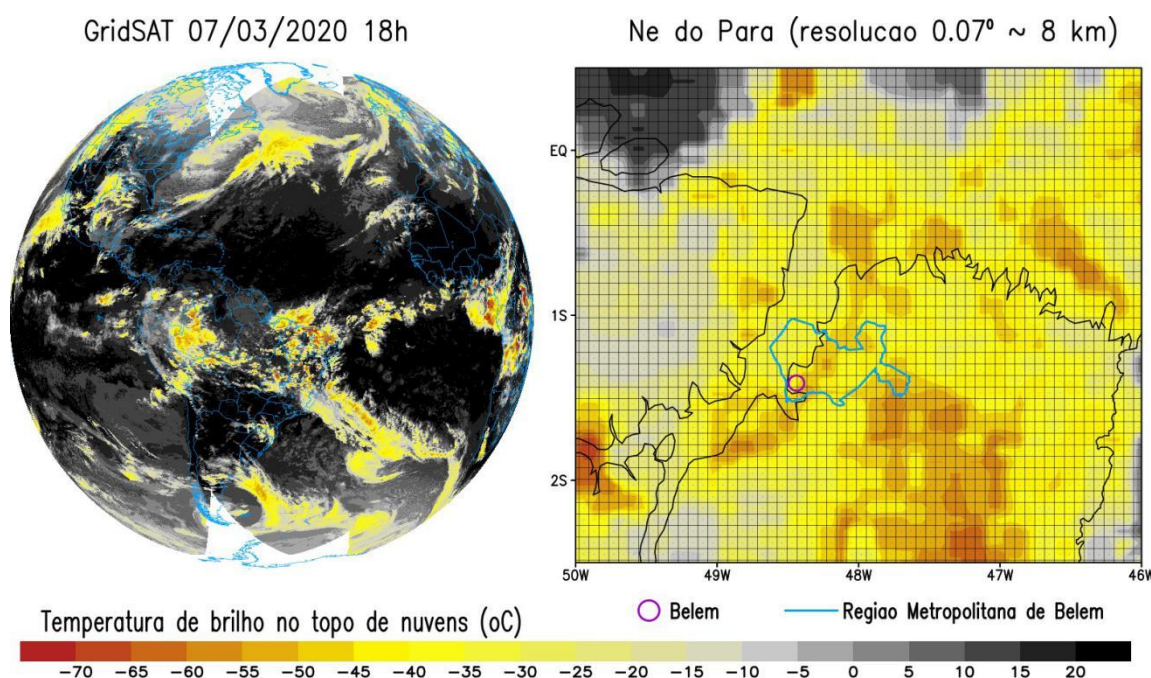 GridSAT 07/03/2020 18h
Ne do Para (resolucao 0.07º ~ 8 km)
EQ
1S
2S
50W 49W 48W 47W 46W
Belem Regiao Metropolitana de Belem
Temperatura de brilho no topo de nuvens (oC)
−70 −65 −60 −55 −50 −45 −40 −35 −30 −25 −20 −15 −10 −5 0 5 10 15 20